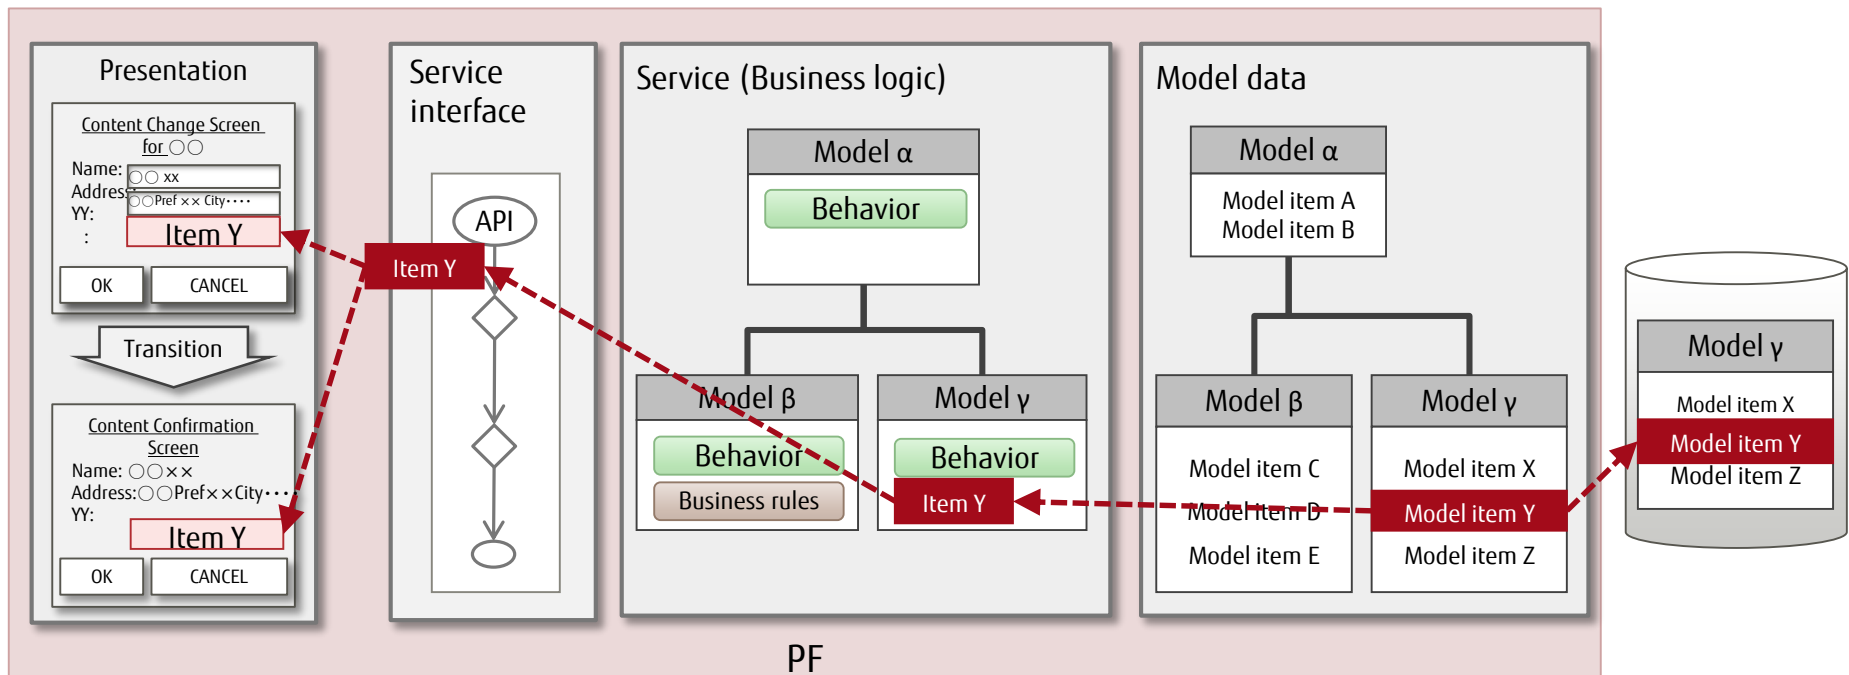 Presentation
Content Change Screen
for ○○
Name:
○○ xx
Address:
○○Pref ×× City・・・・
YY:
:
Item Y
OK
CANCEL
Transition
Content Confirmation
Screen
Name: ○○××
Address:○○Pref××City・・・・
YY:
Item Y
OK
CANCEL
Service
interface
API
Item Y
Service (Business logic)
Model α
Behavior
Model β
Behavior
Business rules
Model γ
Behavior
Item Y
Model data
Model α
Model item A
Model item B
Model β
Model item C
Model item D
Model item E
Model γ
Model item X
Model item Y
Model item Z
Model γ
Model item X
Model item Y
Model item Z
PF